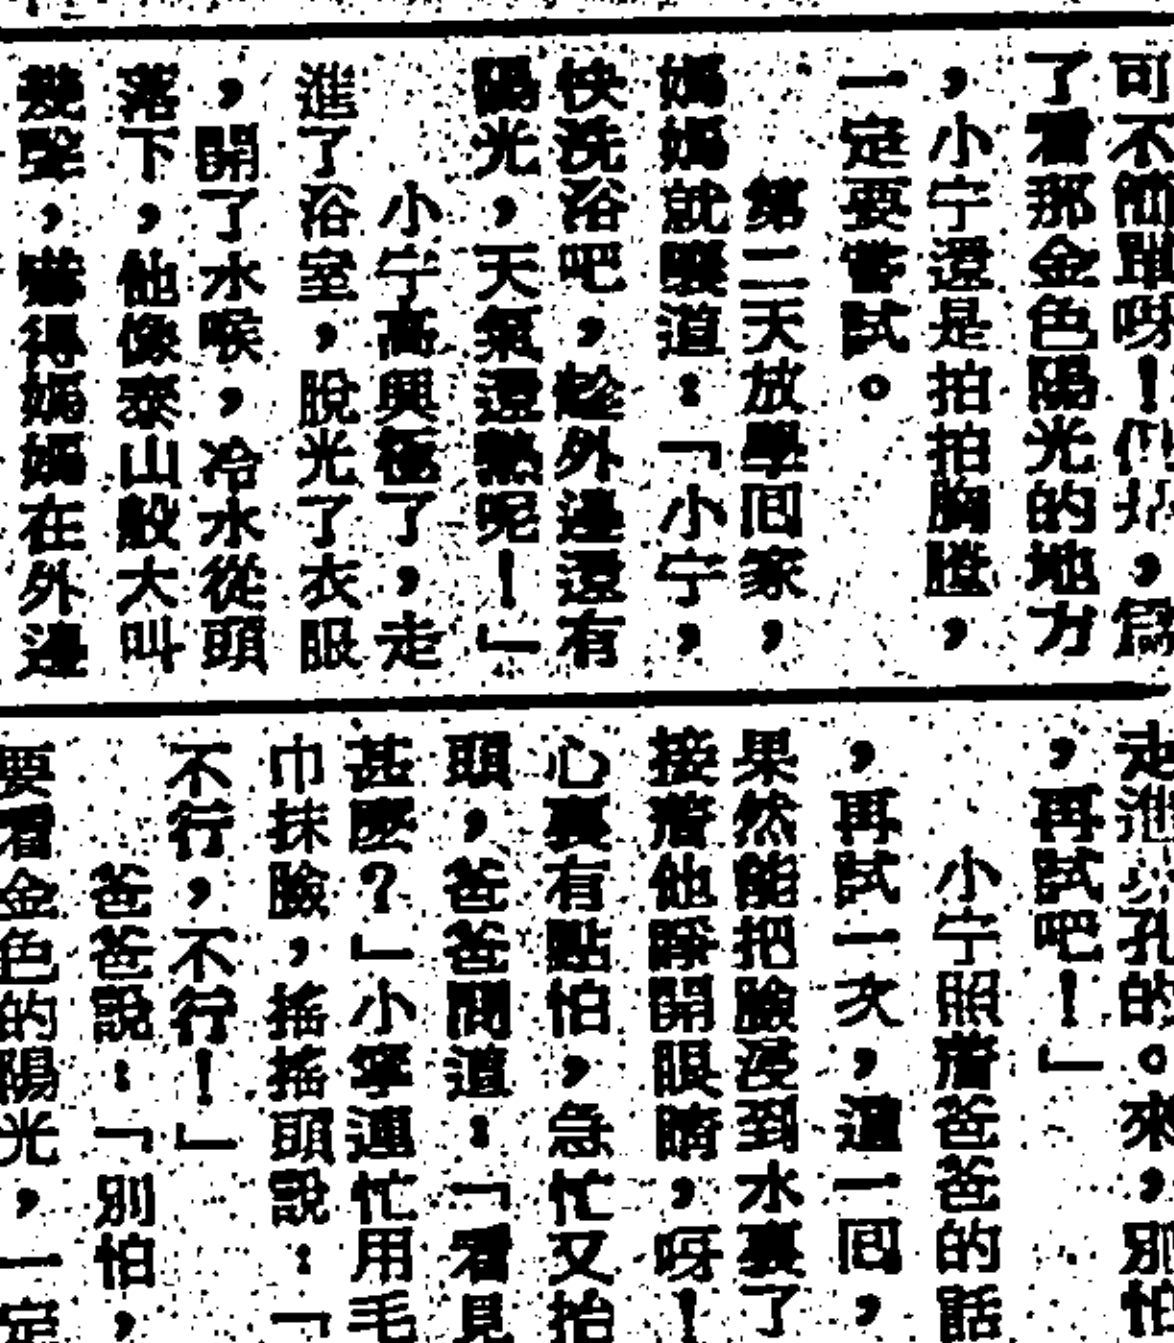 可不簡單呀!代州,爲
了看那金色陽光的地方
,小宁還是拍拍胸膛,
一定要嘗試。
第二天放學囘家,
媽媽就嚷道:「小宁,
快洗浴吧,趁外邊還有
陽光,天氣還熱呢!」
小宁高興極了,走
進了浴室,脫光了衣服
,開了水喉,冷水從頭
落下,他像泰山般大叫
幾聲,嚇得媽媽在外邊
走進的。來,別怕
,再試吧!」
小宁照着爸爸的話
,再試一次,這一囘,
果然能把臉浸到水裏了
接着他睜開眼睛,呀!
心裏有點怕,急忙又抬
頭,爸爸問道:「看見
甚麽?」小寧連忙用毛
巾抹臉,搖搖頭說:「
不行,不行!」
爸爸說:「別怕,
要看金色的陽光,一定